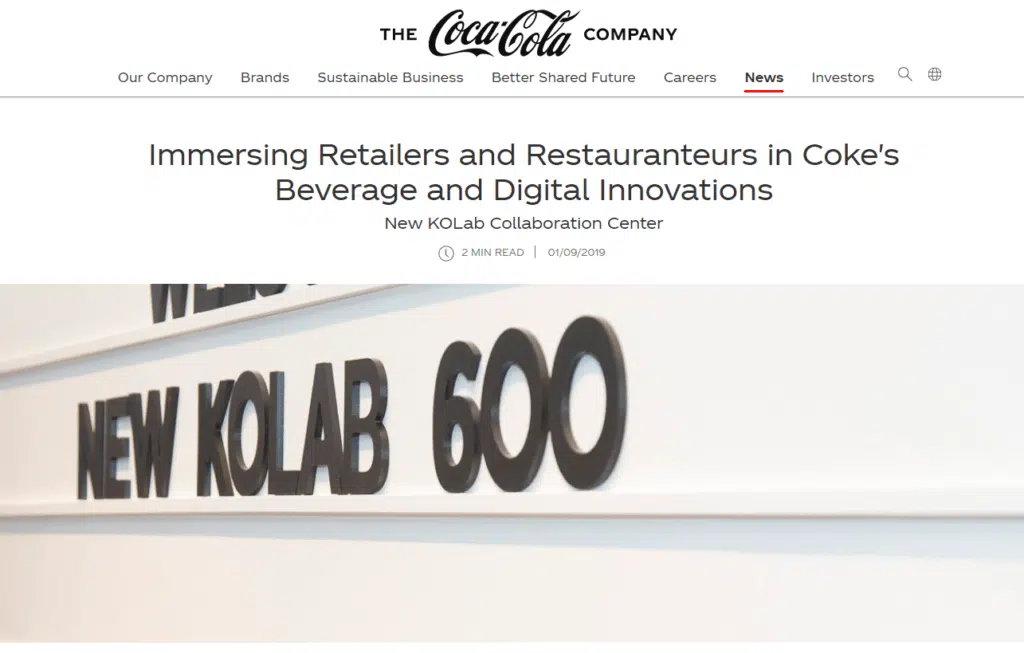 THE Coca-Cola COMPANY
Our Company Brands Sustainable Business Better Shared Future Careers News Investors
Immersing Retailers and Restauranteurs in Coke's
Beverage and Digital Innovations
New KOLab Collaboration Center
2 MIN READ | 01/09/2019
NEW KOLAB 600